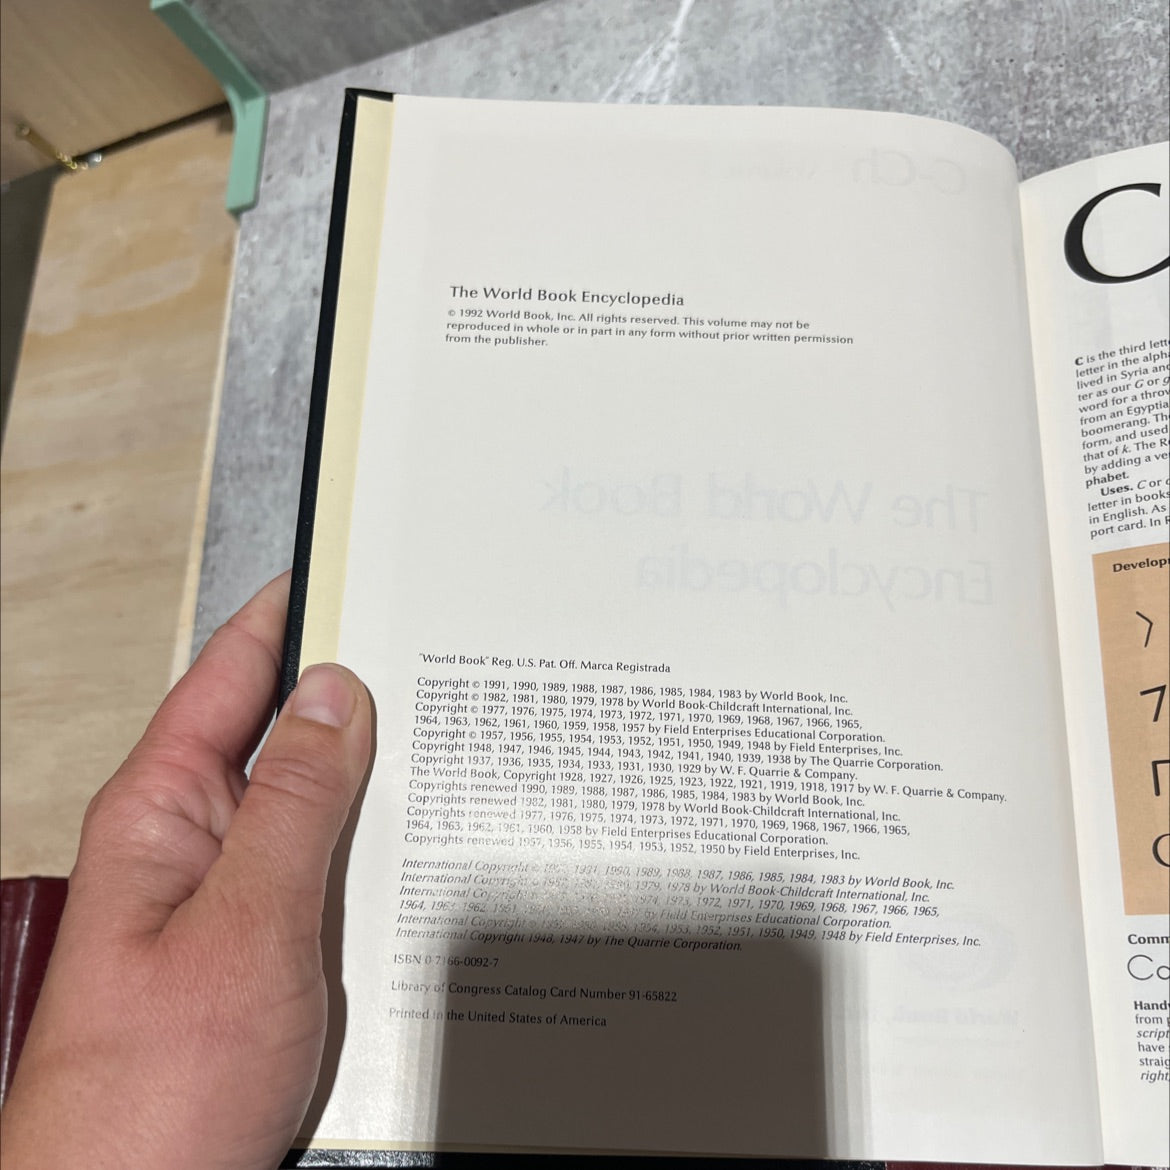 The World Book Encyclopedia
© 1992 World Book, Inc. All rights reserved. This volume may not be
reproduced in whole or in part in any form without prior written permission
from the publisher.
"World Book" Reg. U.S. Pat. Off. Marca Registrada
Copyright © 1991, 1990, 1989, 1988, 1987, 1986, 1985, 1984, 1983 by World Book, Inc.
Copyright © 1982, 1981, 1980, 1979, 1978 by World Book-Childcraft International, Inc.
Copyright © 1977, 1976, 1975, 1974, 1973, 1972, 1971, 1970, 1969, 1968, 1967, 1966, 1965,
1964, 1963, 1962, 1961, 1960, 1959, 1958, 1957 by Field Enterprises Educational Corporation.
Copyright © 1957, 1956, 1955, 1954, 1953, 1952, 1951, 1950, 1949, 1948 by Field Enterprises, Inc.
Copyright 1948, 1947, 1946, 1945, 1944, 1943, 1942, 1941, 1940, 1939, 1938 by The Quarrie Corporation.
Copyright 1937, 1936, 1935, 1934, 1933, 1931, 1930, 1929 by W. F. Quarrie & Company.
The World Book, Copyright 1928, 1927, 1926, 1925, 1923, 1922, 1921, 1919, 1918, 1917 by W. F. Quarrie & Company.
Copyrights renewed 1990, 1989, 1988, 1987, 1986, 1985, 1984, 1983 by World Book, Inc.
Copyrights renewed 1982, 1981, 1980, 1979, 1978 by World Book-Childcraft International, Inc.
Copyrights renewed 1977, 1976, 1975, 1974, 1973, 1972, 1971, 1970, 1969, 1968, 1967, 1966, 1965,
1964, 1963, 1962, 1961, 1960, 1958 by Field Enterprises Educational Corporation.
Copyrights renewed 1957, 1956, 1955, 1954, 1953, 1952, 1950 by Field Enterprises, Inc.
International Copyright © 1991, 1990, 1989, 1988, 1987, 1986, 1985, 1984, 1983 by World Book, Inc.
International Copyright © 1979, 1978 by World Book-Childcraft International, Inc.
International Copyright 1974, 1973, 1972, 1971, 1970, 1969, 1968, 1967, 1966, 1965,
1964, 1963, 1962, 1961, by Field Enterprises Educational Corporation.
International Copyright 1954, 1953, 1952, 1951, 1950, 1949, 1948 by Field Enterprises, Inc.
International Copyright 1948, 1947 by The Quarrie Corporation.
ISBN 0-7166-0092-7
Library of Congress Catalog Card Number 91-65822
Printed in the United States of America
C
C is the third
letter in the
lived in Syria
ter as our G or g
word for a
from an
boomerang.
form, and used
that of k. The
by adding a
phabet.
Uses. C or
letter in books
in English. As
port card. In
from
have
right